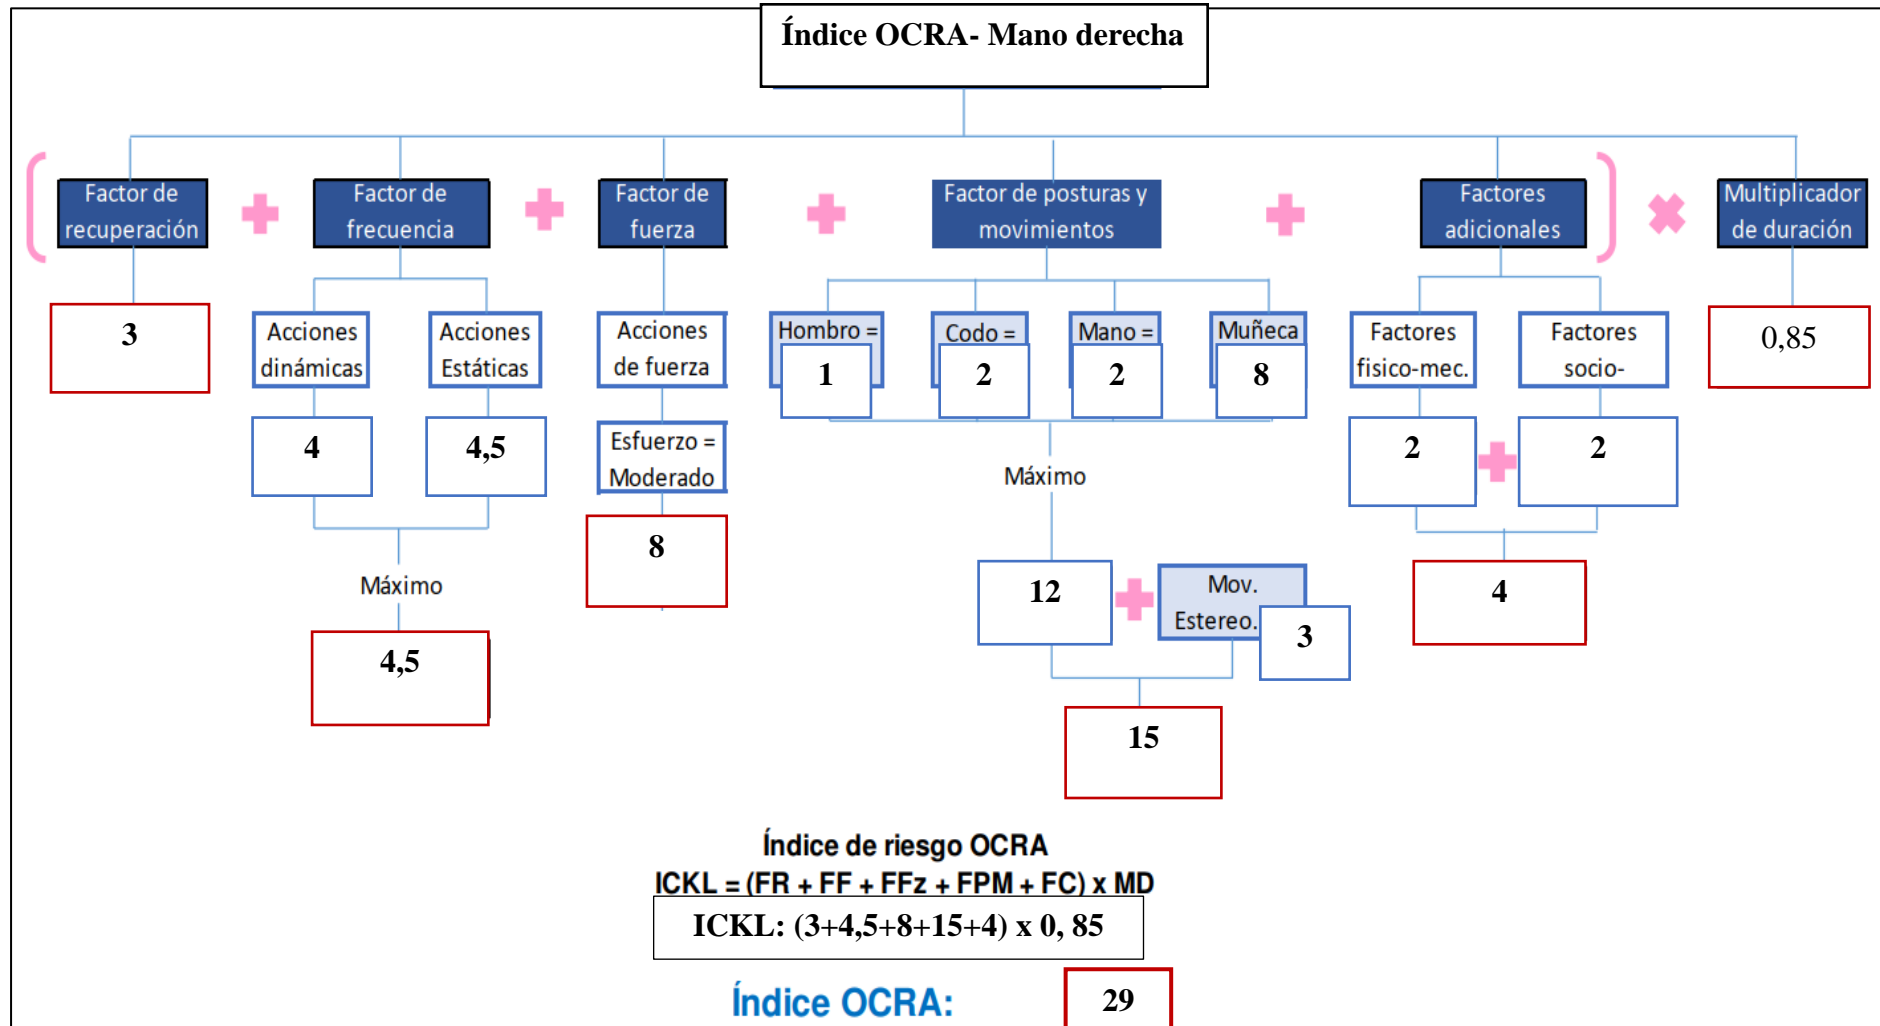 Índice OCRA- Mano derecha
Factor de
recuperación
Factor de
frecuencia
Factor de
fuerza
Factor de posturas y
movimientos
Factores
adicionales
Multiplicador
de duración
3
Acciones
dinámicas
Acciones
Estáticas
Acciones
de fuerza
Hombro =
1
Codo =
2
Mano =
2
Muñeca
8
Factores
fisico-mec.
Factores
socio-
0,85
4
4,5
Esfuerzo =
Moderado
Máximo
2
2
8
Máximo
12
Mov.
Estereo.
3
4
4,5
15
Índice de riesgo OCRA
ICKL = (FR + FF + FFz + FPM + FC) x MD
ICKL: (3+4,5+8+15+4) x 0, 85
Índice OCRA:
29